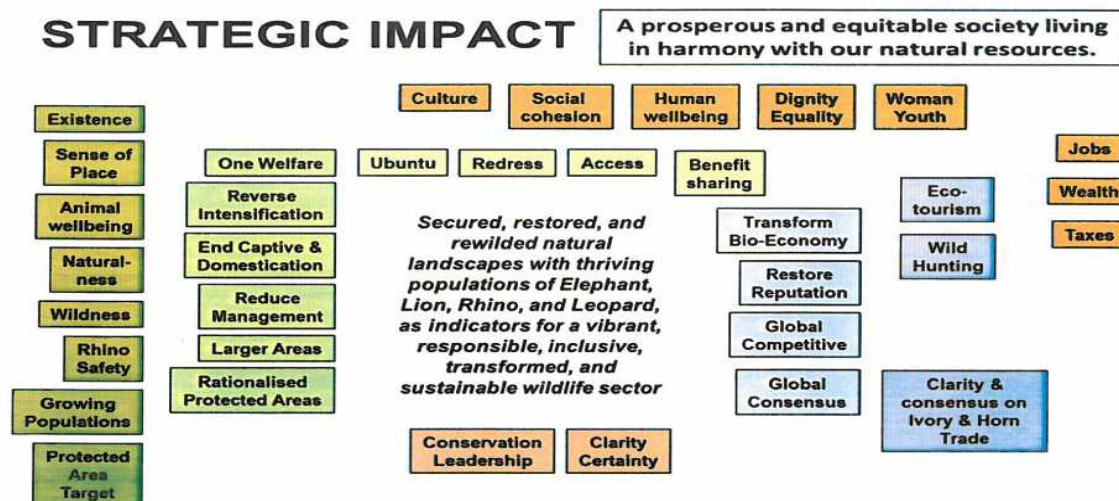 STRATEGIC IMPACT
A prosperous and equitable society living
in harmony with our natural resources.
Culture
Social
cohesion
Human
wellbeing
Dignity
Equality
Woman
Youth
Existence
Sense of
Place
Animal
wellbeing
Natural-
ness
Wildness
Rhino
Safety
Growing
Populations
Protected
Area
Target
One Welfare
Reverse
Intensification
End Captive &
Domestication
Reduce
Management
Larger Areas
Rationalised
Protected Areas
Ubuntu
Redress
Access
Benefit
sharing
Secured, restored, and
rewilded natural
landscapes with thriving
populations of Elephant,
Lion, Rhino, and Leopard,
as indicators for a vibrant,
responsible, inclusive,
transformed, and
sustainable wildlife sector
Transform
Bio-Economy
Restore
Reputation
Global
Competitive
Global
Consensus
Eco-
tourism
Wild
Hunting
Clarity &
consensus on
Ivory & Horn
Trade
Jobs
Wealth
Taxes
Conservation
Leadership
Clarity
Certainty